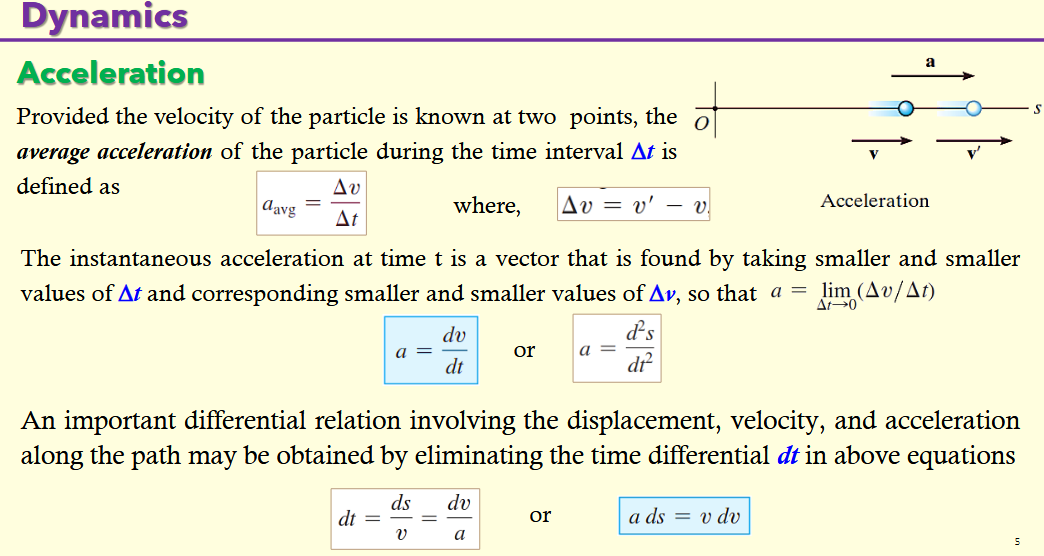 Dynamics
Acceleration
a
Provided the velocity of the particle is known at two points, the
O
s
average acceleration of the particle during the time interval Δt is
v
v′
defined as
a_avg = Δv/Δt
where,
Δv = v′ − v.
Acceleration
The instantaneous acceleration at time t is a vector that is found by taking smaller and smaller
values of Δt and corresponding smaller and smaller values of Δv, so that a = lim_{Δt→0}(Δv/Δt)
a = dv/dt
or
a = d²s/dt²
An important differential relation involving the displacement, velocity, and acceleration
along the path may be obtained by eliminating the time differential dt in above equations
dt = ds/v = dv/a
or
a ds = v dv
5